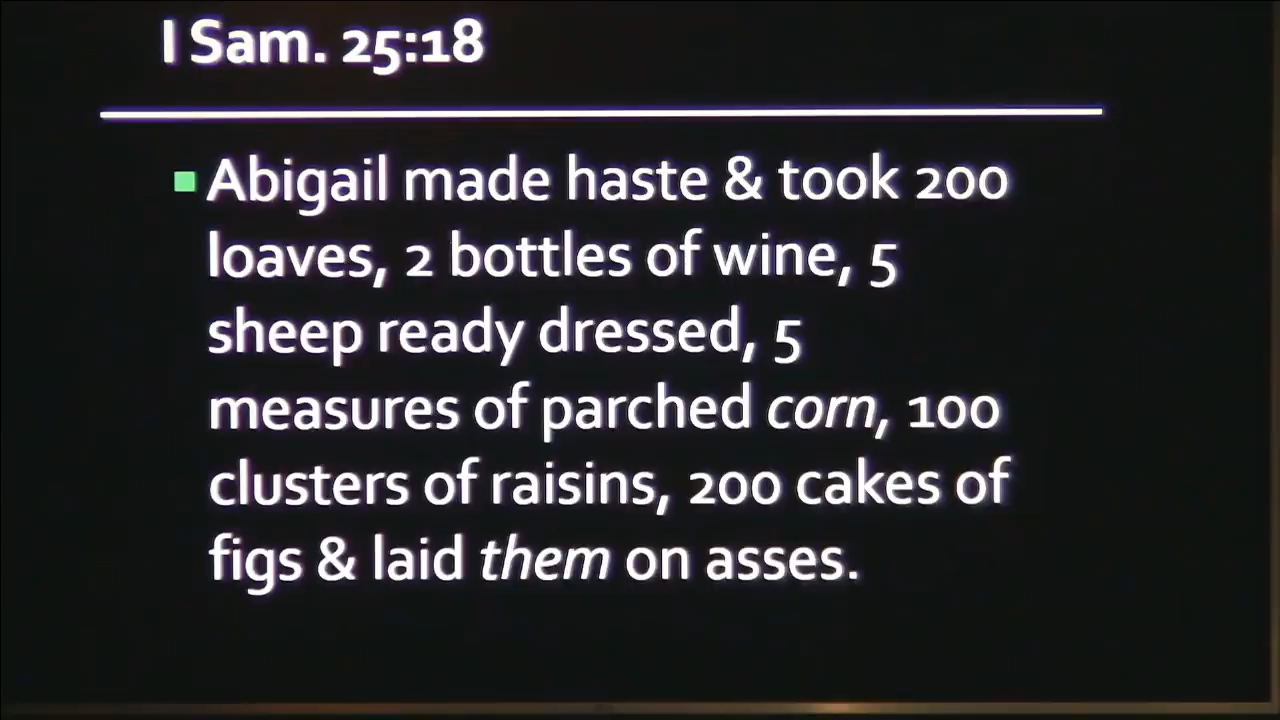 I Sam. 25:18
Abigail made haste & took 200
loaves, 2 bottles of wine, 5
sheep ready dressed, 5
measures of parched corn, 100
clusters of raisins, 200 cakes of
figs & laid them on asses.